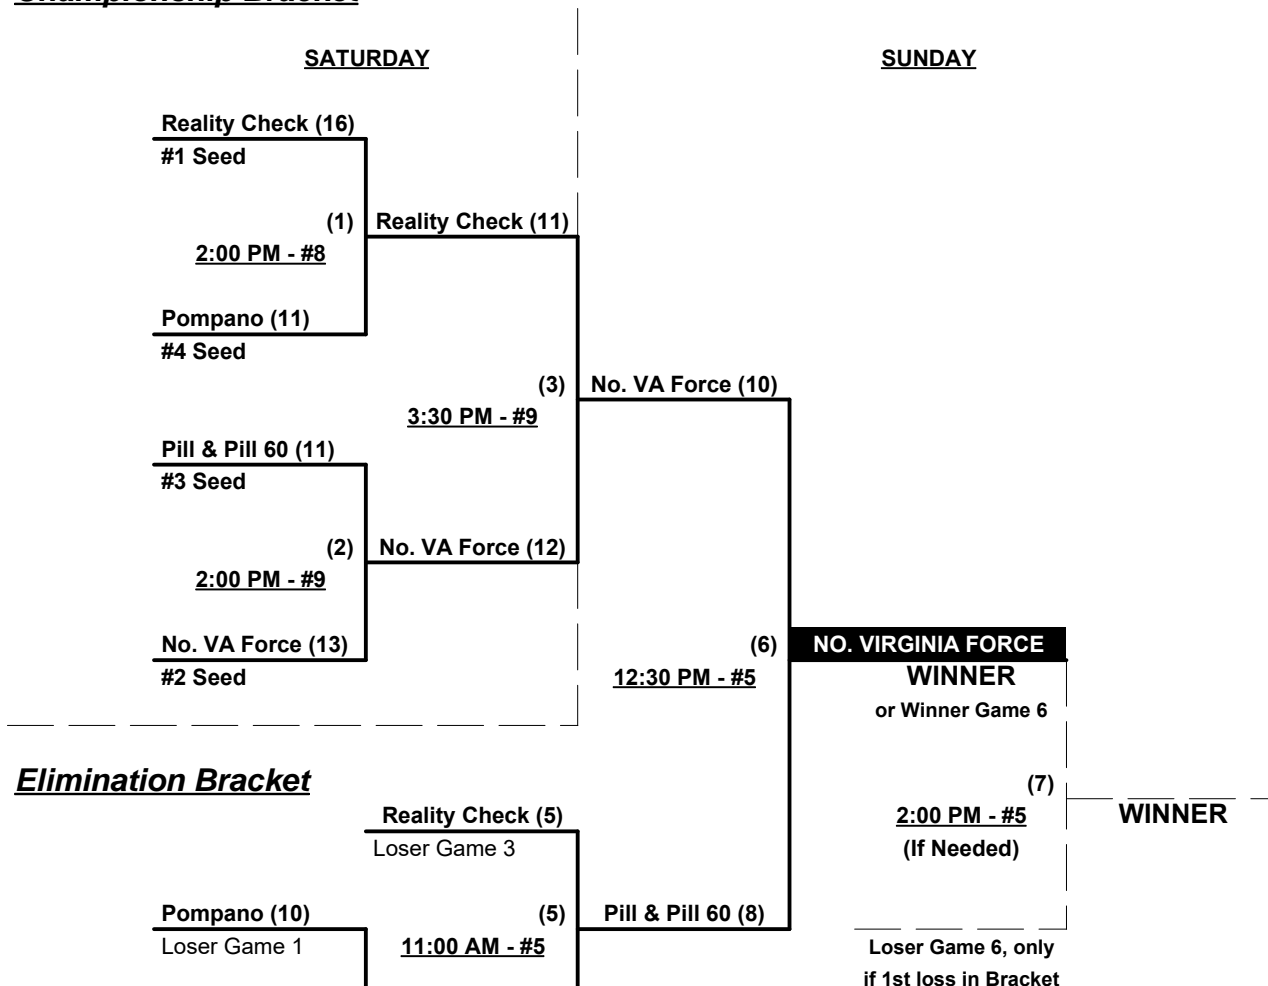 Championship Bracket
SATURDAY
SUNDAY
Reality Check (16)
#1 Seed
(1)
Reality Check (11)
2:00 PM - #8
Pompano (11)
#4 Seed
(3)
No. VA Force (10)
3:30 PM - #9
Pill & Pill 60 (11)
#3 Seed
(2)
No. VA Force (12)
2:00 PM - #9
No. VA Force (13)
#2 Seed
(6)
NO. VIRGINIA FORCE
12:30 PM - #5
WINNER
or Winner Game 6
Elimination Bracket
(7)
Reality Check (5)
2:00 PM - #5
WINNER
Loser Game 3
(If Needed)
Pompano (10)
(5)
Pill & Pill 60 (8)
Loser Game 1
11:00 AM - #5
Loser Game 6, only
if 1st loss in Bracket